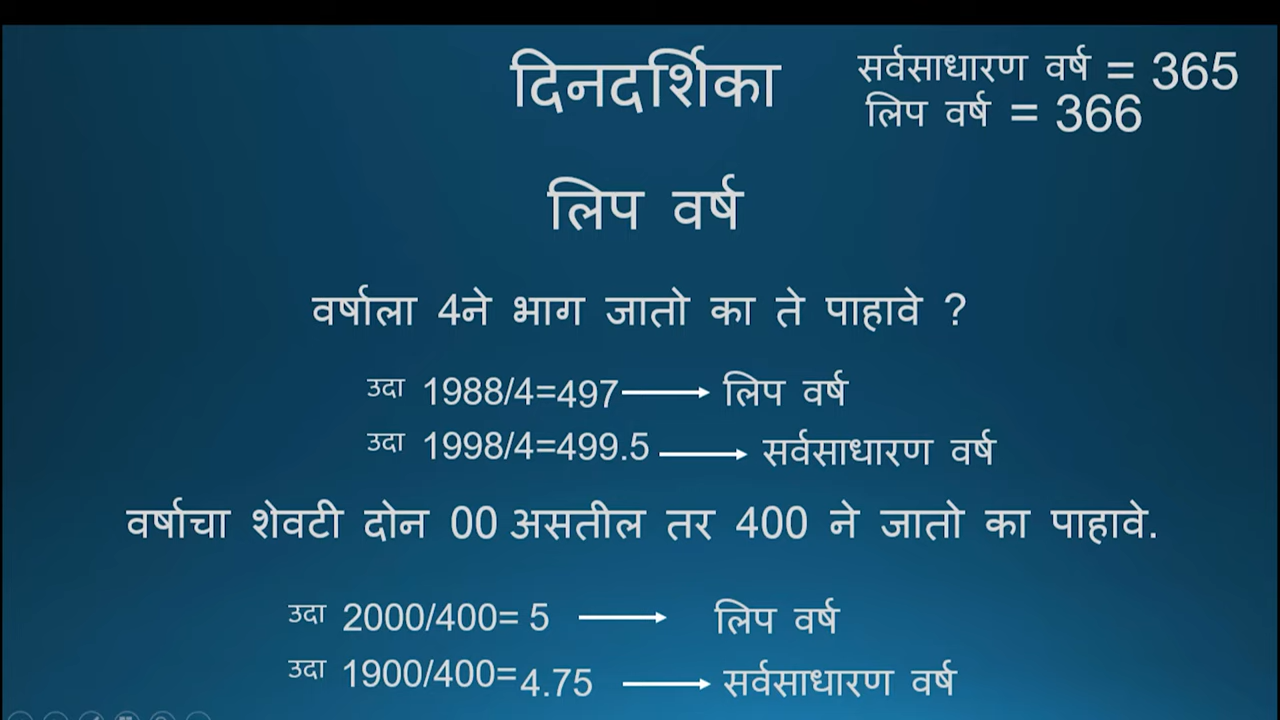 दिनदर्शिका
सर्वसाधारण वर्ष = 365
लिप वर्ष = 366
लिप वर्ष
वर्षाला 4ने भाग जातो का ते पाहावे ?
उदा 1988/4=497 → लिप वर्ष
उदा 1998/4=499.5 → सर्वसाधारण वर्ष
वर्षाचा शेवटी दोन 00 असतील तर 400 ने जातो का पाहावे.
उदा 2000/400= 5 → लिप वर्ष
उदा 1900/400=4.75 → सर्वसाधारण वर्ष